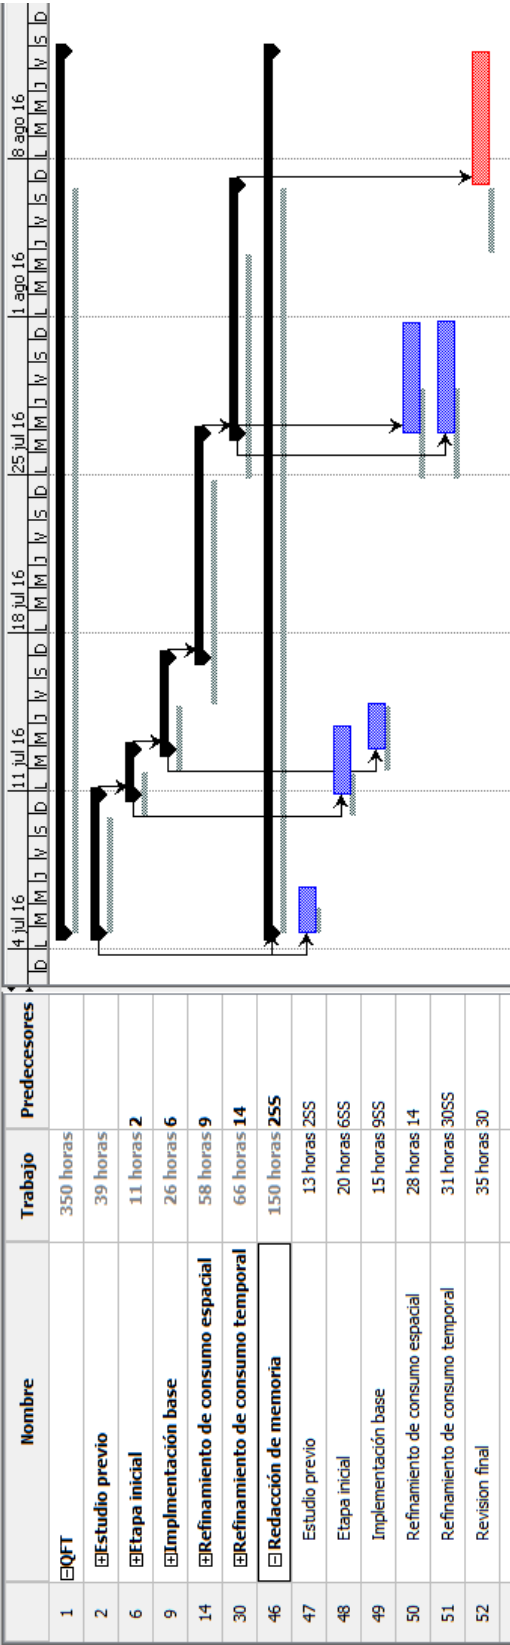 Nombre Trabajo Predecesores
1 QFT 350 horas
2 Estudio previo 39 horas
6 Etapa inicial 11 horas 2
9 Implmentación base 26 horas 6
14 Refinamiento de consumo espacial 58 horas 9
30 Refinamiento de consumo temporal 66 horas 14
46 Redacción de memoria 150 horas 2SS
47 Estudio previo 13 horas 2SS
48 Etapa inicial 20 horas 6SS
49 Implementación base 15 horas 9SS
50 Refinamiento de consumo espacial 28 horas 14
51 Refinamiento de consumo temporal 31 horas 30SS
52 Revision final 35 horas 30
4 jul 16 11 jul 16 18 jul 16 25 jul 16 1 ago 16 8 ago 16
D L M M J V S D L M M J V S D L M M J V S D L M M J V S D L M M J V S D L M M J V S D